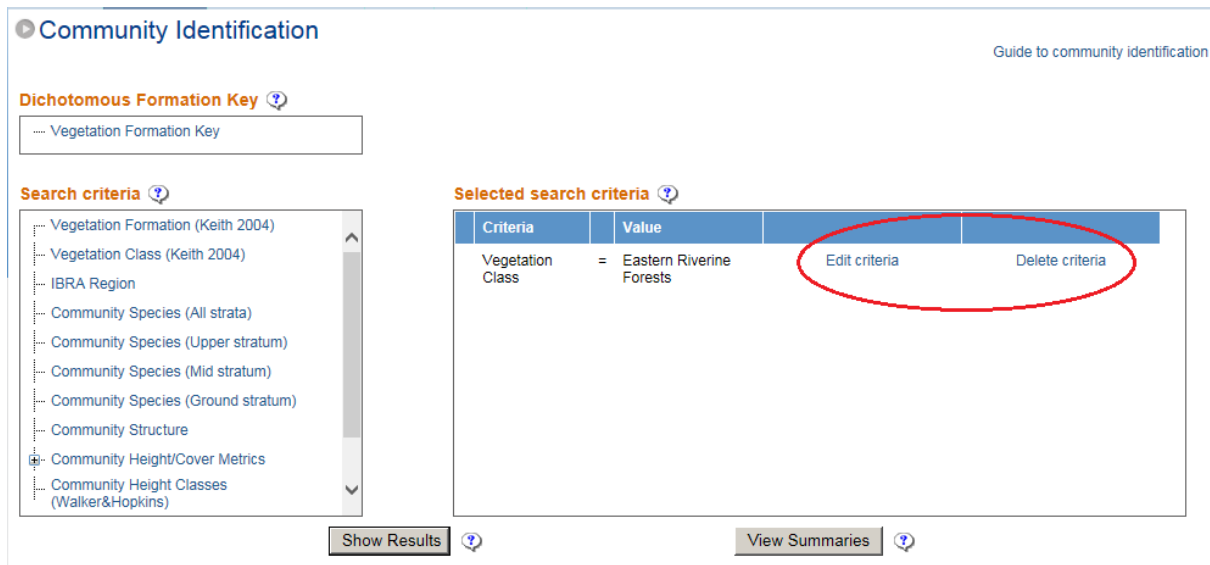 Community Identification
Guide to community identification
Dichotomous Formation Key ?
Vegetation Formation Key
Search criteria ?
Vegetation Formation (Keith 2004)
Vegetation Class (Keith 2004)
IBRA Region
Community Species (All strata)
Community Species (Upper stratum)
Community Species (Mid stratum)
Community Species (Ground stratum)
Community Structure
Community Height/Cover Metrics
Community Height Classes
(Walker&Hopkins)
Selected search criteria ?
Criteria Value
Vegetation = Eastern Riverine Edit criteria Delete criteria
Class Forests
Show Results ? View Summaries ?